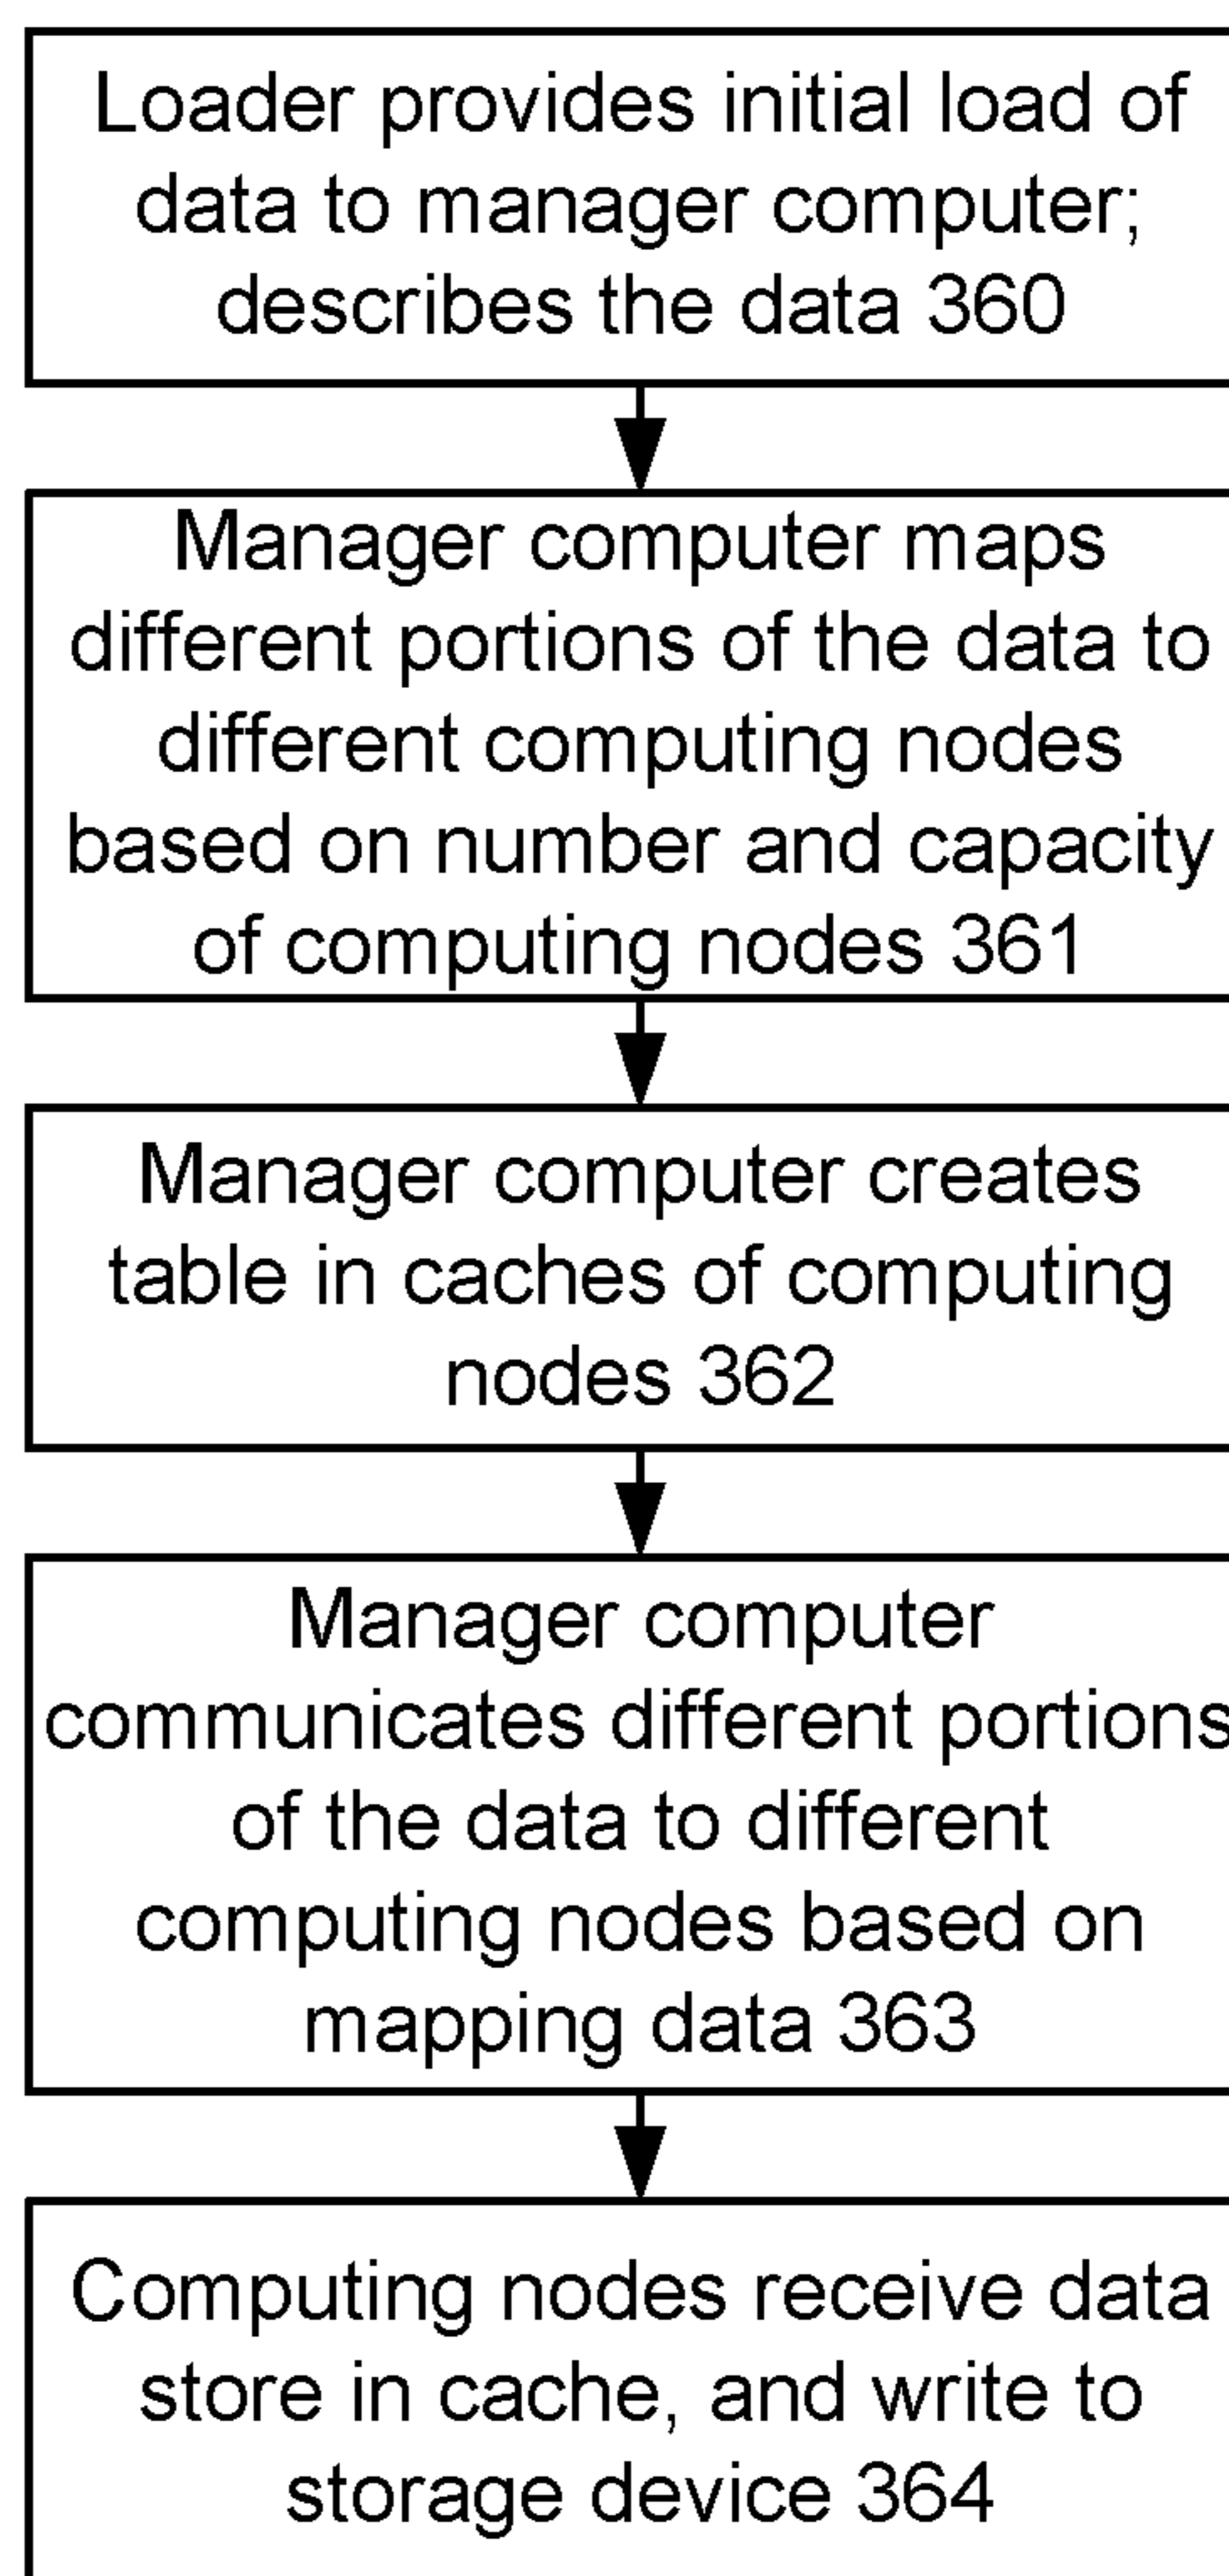 Loader provides initial load of
data to manager computer;
describes the data 360
Manager computer maps
different portions of the data to
different computing nodes
based on number and capacity
of computing nodes 361
Manager computer creates
table in caches of computing
nodes 362
Manager computer
communicates different portions
of the data to different
computing nodes based on
mapping data 363
Computing nodes receive data
store in cache, and write to
storage device 364